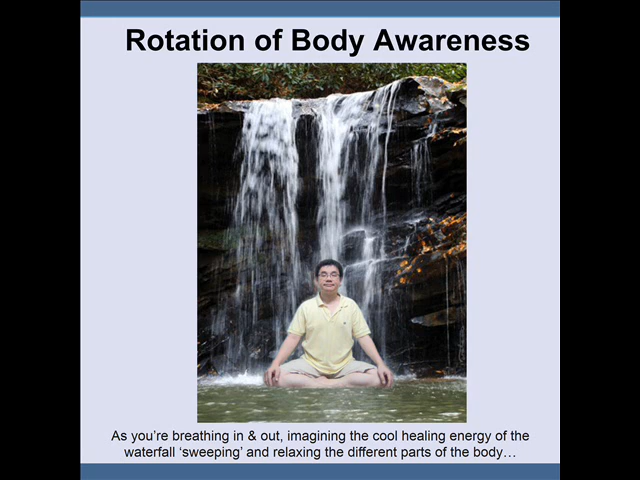 Rotation of Body Awareness
As you’re breathing in & out, imagining the cool healing energy of the
waterfall ‘sweeping’ and relaxing the different parts of the body…